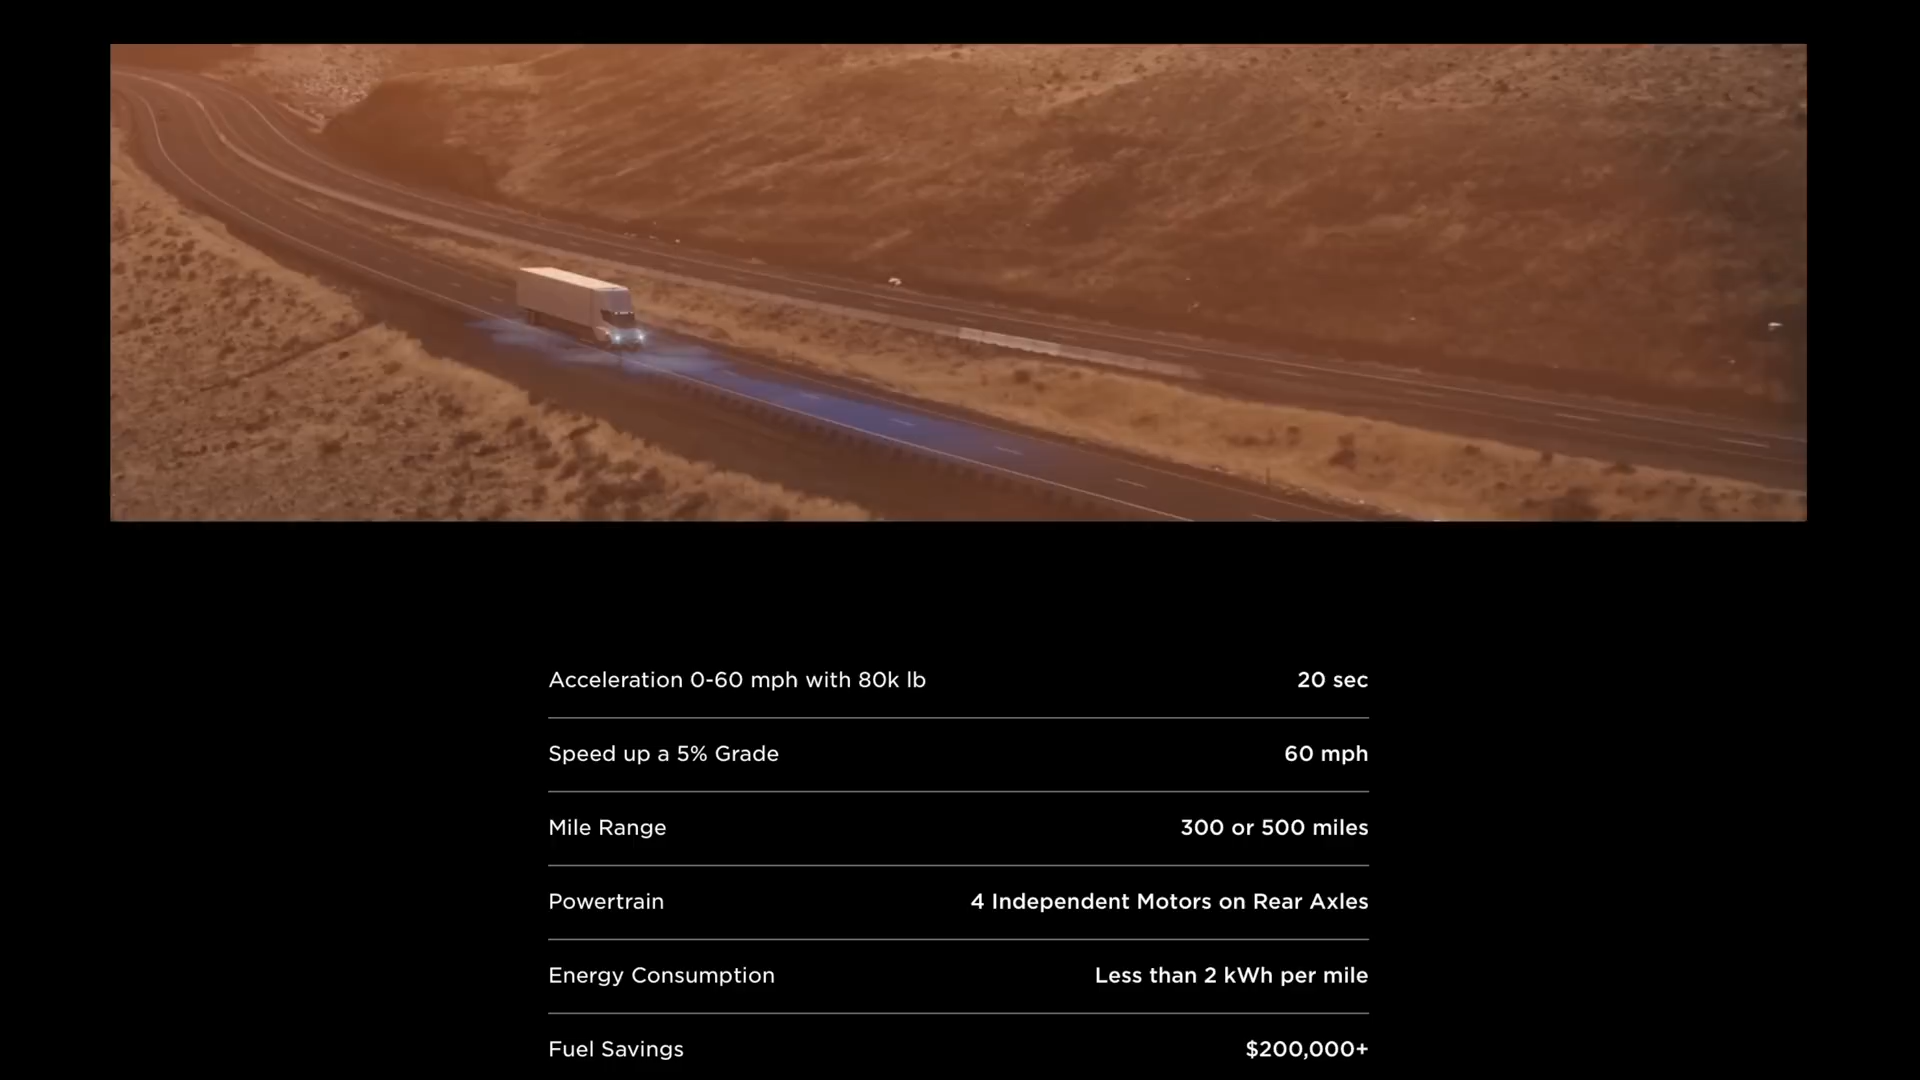 Acceleration 0-60 mph with 80k lb 20 sec
Speed up a 5% Grade 60 mph
Mile Range 300 or 500 miles
Powertrain 4 Independent Motors on Rear Axles
Energy Consumption Less than 2 kWh per mile
Fuel Savings $200,000+